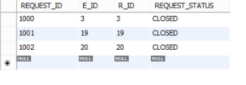 REQUEST_ID E_ID R_ID REQUEST_STATUS
1000 3 3 CLOSED
1001 19 19 CLOSED
1002 20 20 CLOSED
NULL NULL NULL NULL